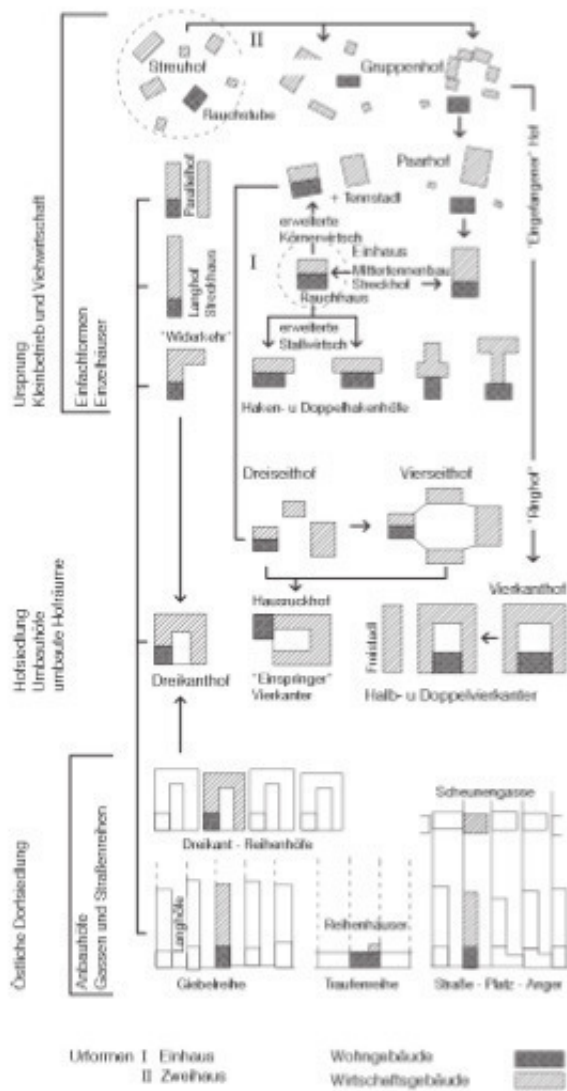 II
Streuhof
Gruppenhof
Rauchstube
"Eingefangener" Hof
Parallelhof
Paarhof
+ Tennstadl
erweiterte
Körnerwirtsch
Langhof
Streckhaus
I
Einhaus
Mittertennenbau
Streckhof
Rauchhaus
"Widerkehr"
erweiterte
Stallwirtsch
Haken- u Doppelhakenhöfe
Ursprung
Kleinbetrieb und Viehwirtschaft
Einfachformen
Einzelhäuser
Dreiseithof
Vierseithof
"Ringhof"
Hofsiedlung
Umbauhöfe
umbaute Hofräume
Hausruckhof
Vierkanthof
Freistadl
Dreikanthof
"Einspringer"
Vierkanter
Halb- u Doppelvierkanter
Scheunengasse
Dreikant - Reihenhöfe
Östliche Dorfsiedlung
Anbauhöfe
Gassen und Straßenreihen
Langhöfe
Reihenhäuser
Giebelreihe
Traufenreihe
Straße - Platz - Anger
Urformen I Einhaus
II Zweihaus
Wohngebäude
Wirtschaftsgebäude